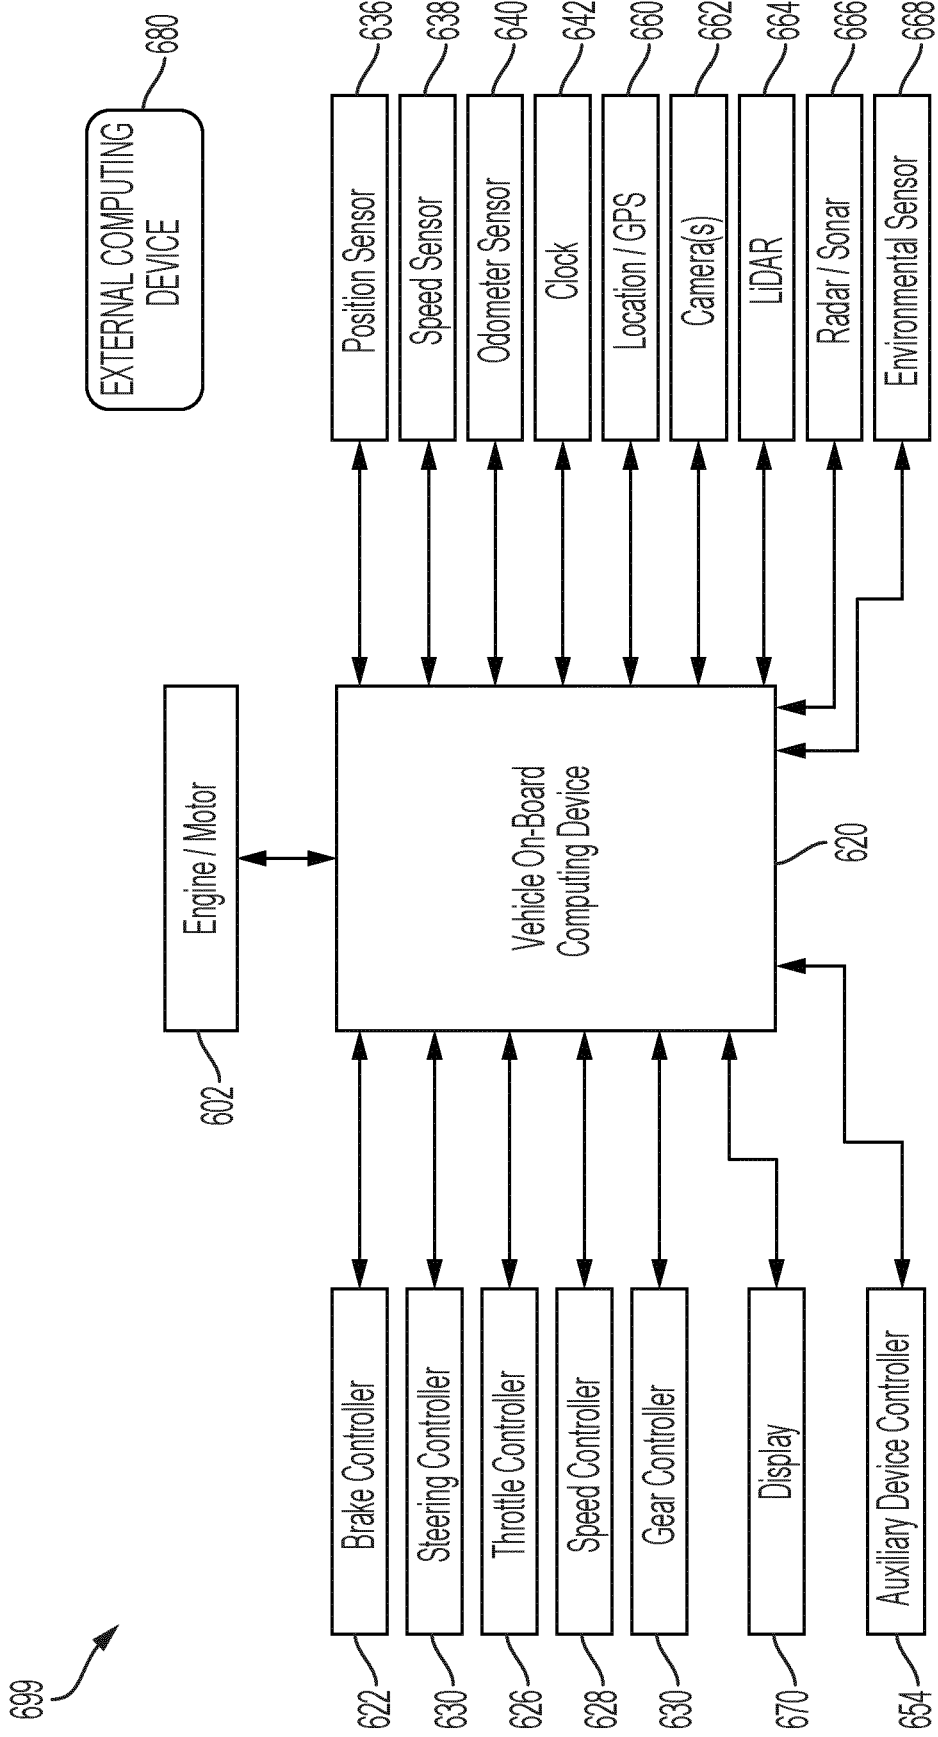 699
602
Engine / Motor
EXTERNAL COMPUTING
DEVICE
680
622
Brake Controller
630
Steering Controller
626
Throttle Controller
628
Speed Controller
630
Gear Controller
670
Display
654
Auxiliary Device Controller
Vehicle On-Board
Computing Device
620
Position Sensor
636
Speed Sensor
638
Odometer Sensor
640
Clock
642
Location / GPS
660
Camera(s)
662
LiDAR
664
Radar / Sonar
666
Environmental Sensor
668